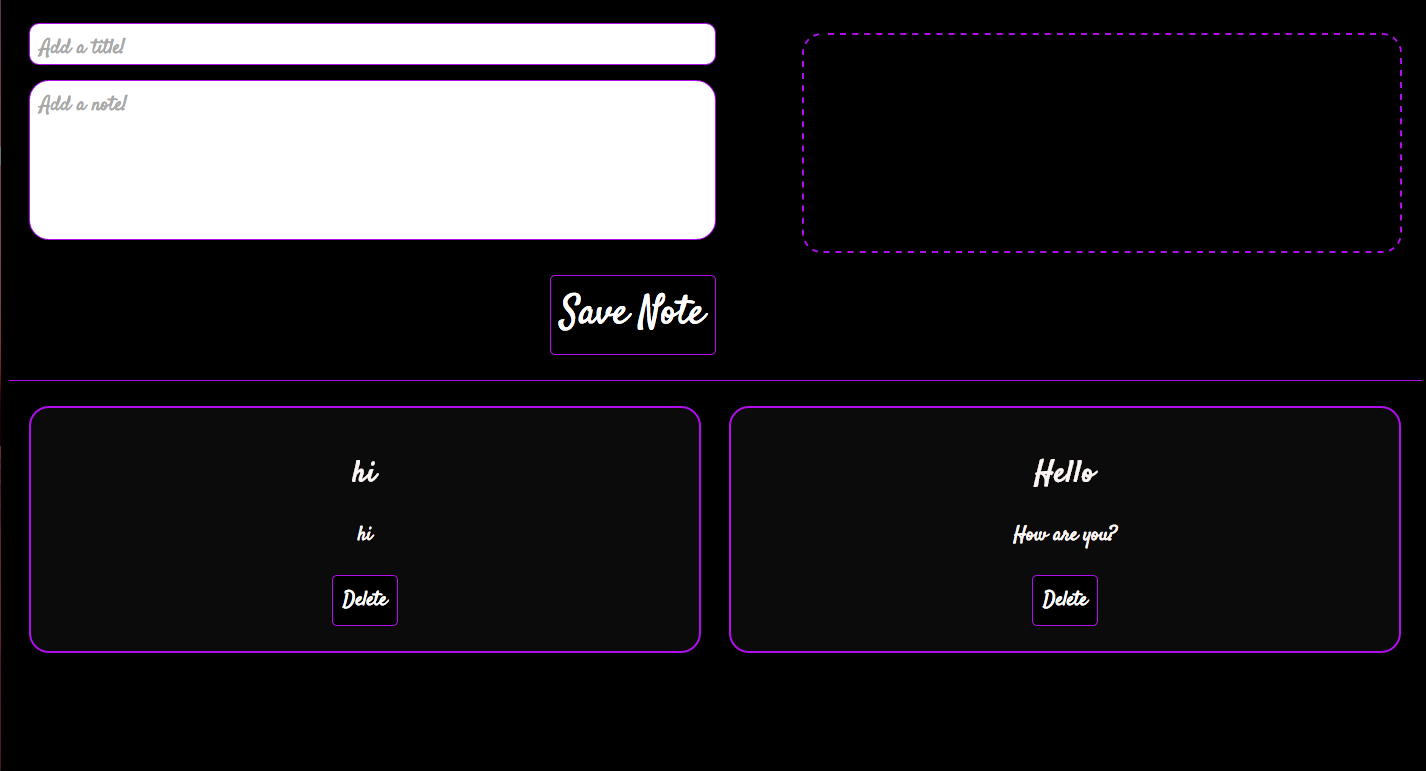 Add a title!
Add a note!
Save Note
hi
hi
Delete
Hello
How are you?
Delete